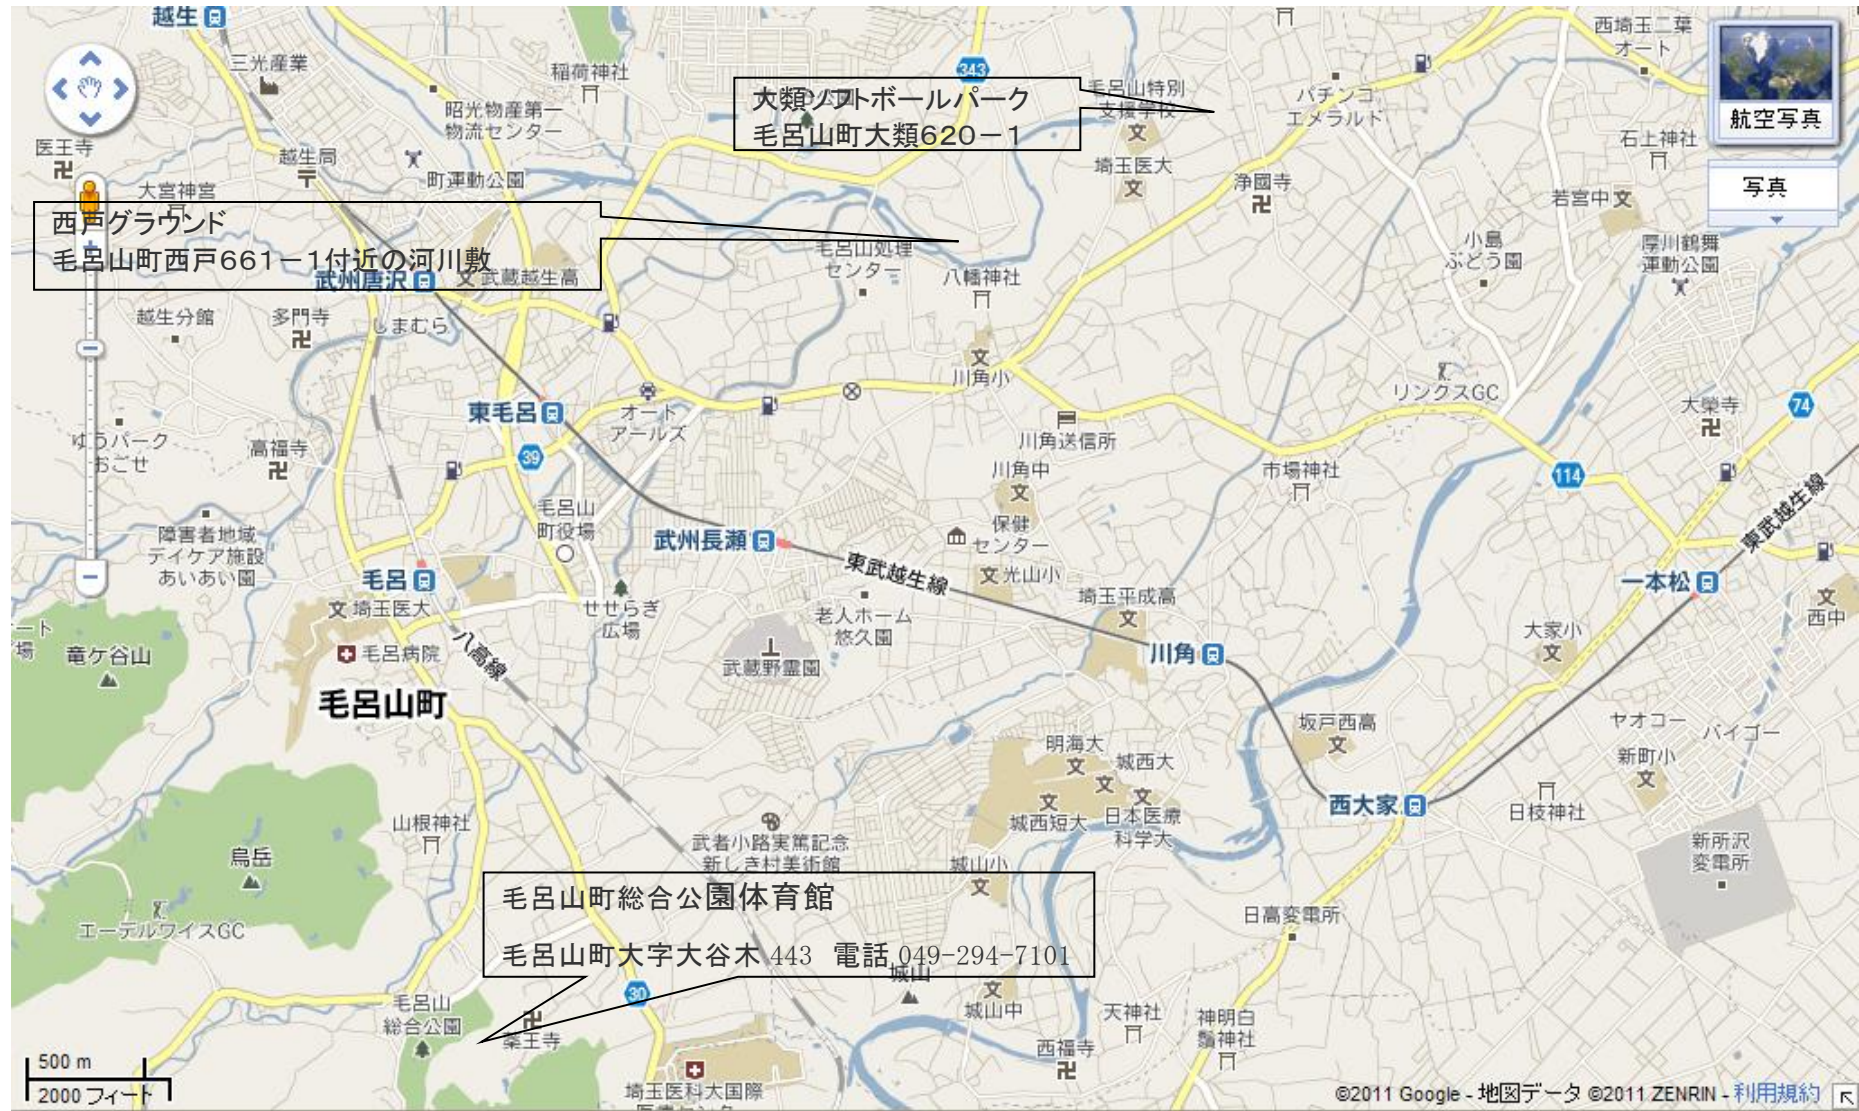 越生
三光産業
稲荷神社
343
西埼玉二葉
オート
昭光物産第一
物流センター
大類ソフトボールパーク
毛呂山町大類620－1
毛呂山特別
支援学校
パチンコ
エメラルド
航空写真
医王寺
越生局
町運動公園
埼玉医大
浄國寺
石上神社
写真
大宮神宮
若宮中
西戸グラウンド
毛呂山町西戸661－1付近の河川敷
毛呂山処理
センター
八幡神社
小島
ぶどう園
厚川鶴舞
運動公園
武州唐沢
武蔵越生高
越生分館
多門寺
しまむら
川角小
リンクスGC
東毛呂
オート
アールズ
大榮寺
74
ゆうパーク
おごせ
高福寺
39
川角送信所
川角中
市場神社
114
毛呂山
町役場
武州長瀬
保健
センター
東武越生線
東武越生線
障害者地域
デイケア施設
あいあい園
毛呂
光山小
一本松
埼玉医大
せせらぎ
広場
老人ホーム
悠久園
埼玉平成高
西中
竜ケ谷山
毛呂病院
八高線
武蔵野霊園
川角
大家小
毛呂山町
明海大
城西大
坂戸西高
ヤオコー
バイゴー
新町小
城西短大
日本医療
科学大
西大家
日枝神社
山根神社
武者小路実篤記念
新しき村美術館
城山小
新所沢
変電所
鳥岳
エーデルワイスGC
毛呂山町総合公園体育館
毛呂山町大字大谷木 443　電話 049-294-7101
日高変電所
城山
毛呂山
総合公園
薬王寺
30
城山中
天神社
神明白
鬚神社
西福寺
埼玉医科大国際
500 m
2000 フィート
©2011 Google - 地図データ ©2011 ZENRIN - 利用規約